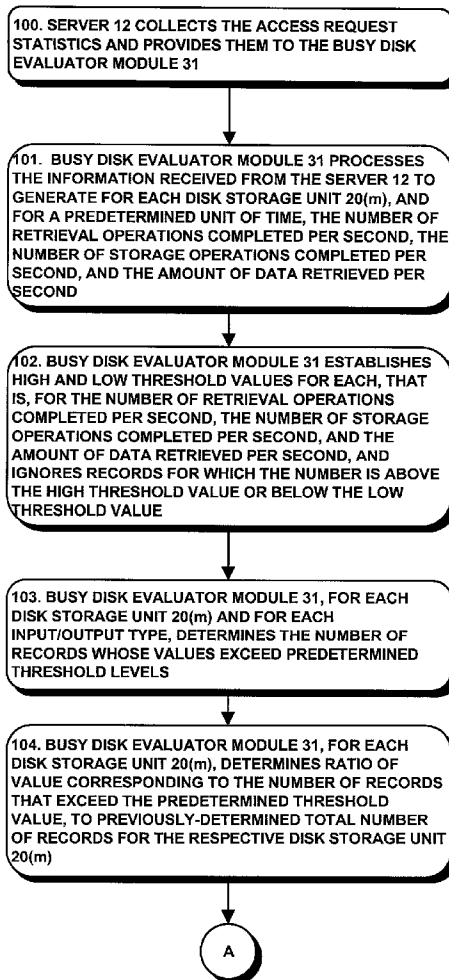 100. SERVER 12 COLLECTS THE ACCESS REQUEST
STATISTICS AND PROVIDES THEM TO THE BUSY DISK
EVALUATOR MODULE 31
101. BUSY DISK EVALUATOR MODULE 31 PROCESSES
THE INFORMATION RECEIVED FROM THE SERVER 12 TO
GENERATE FOR EACH DISK STORAGE UNIT 20(m), AND
FOR A PREDETERMINED UNIT OF TIME, THE NUMBER OF
RETRIEVAL OPERATIONS COMPLETED PER SECOND, THE
NUMBER OF STORAGE OPERATIONS COMPLETED PER
SECOND, AND THE AMOUNT OF DATA RETRIEVED PER
SECOND
102. BUSY DISK EVALUATOR MODULE 31 ESTABLISHES
HIGH AND LOW THRESHOLD VALUES FOR EACH, THAT
IS, FOR THE NUMBER OF RETRIEVAL OPERATIONS
COMPLETED PER SECOND, THE NUMBER OF STORAGE
OPERATIONS COMPLETED PER SECOND, AND THE
AMOUNT OF DATA RETRIEVED PER SECOND, AND
IGNORES RECORDS FOR WHICH THE NUMBER IS ABOVE
THE HIGH THRESHOLD VALUE OR BELOW THE LOW
THRESHOLD VALUE
103. BUSY DISK EVALUATOR MODULE 31, FOR EACH
DISK STORAGE UNIT 20(m) AND FOR EACH
INPUT/OUTPUT TYPE, DETERMINES THE NUMBER OF
RECORDS WHOSE VALUES EXCEED PREDETERMINED
THRESHOLD LEVELS
104. BUSY DISK EVALUATOR MODULE 31, FOR EACH
DISK STORAGE UNIT 20(m), DETERMINES RATIO OF
VALUE CORRESPONDING TO THE NUMBER OF RECORDS
THAT EXCEED THE PREDETERMINED THRESHOLD
VALUE, TO PREVIOUSLY-DETERMINED TOTAL NUMBER
OF RECORDS FOR THE RESPECTIVE DISK STORAGE UNIT
20(m)
A